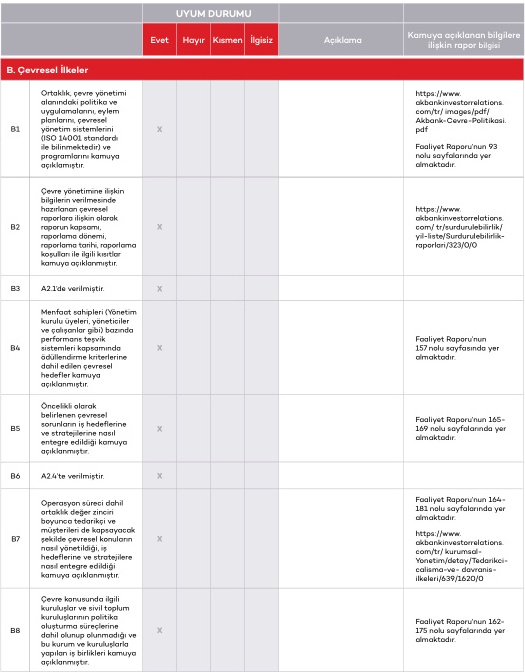 UYUM DURUMU
Evet Hayır Kısmen İlgisiz Açıklama Kamuya açıklanan bilgilere
ilişkin rapor bilgisi
B. Çevresel İlkeler
B1
Ortaklık, çevre yönetimi
alanındaki politika ve
uygulamalarını, eylem
planlarını, çevresel
yönetim sistemlerini
(ISO 14001 standardı
ile bilinmektedir) ve
programlarını kamuya
açıklamıştır.
X
https://www.
akbankinvestorrelations.
com/tr/ images/pdf/
Akbank-Cevre-Politikasi.
pdf
Faaliyet Raporu'nun 93
nolu sayfalarında yer
almaktadır.
B2
Çevre yönetimine ilişkin
bilgilerin verilmesinde
hazırlanan çevresel
raporlara ilişkin olarak
raporun kapsamı,
raporlama dönemi,
raporlama tarihi, raporlama
koşulları ile ilgili kısıtlar
kamuya açıklanmıştır.
X
https://www.
akbankinvestorrelations.
com/ tr/surdurulebilirlik/
yil-liste/Surdurulebilirlik-
raporlari/323/0/0
B3
A2.1'de verilmiştir.
X
B4
Menfaat sahipleri (Yönetim
kurulu üyeleri, yöneticiler
ve çalışanlar gibi) bazında
performans teşvik
sistemleri kapsamında
ödüllendirme kriterlerine
dahil edilen çevresel
hedefler kamuya
açıklanmıştır.
X
Faaliyet Raporu'nun
157 nolu sayfasında yer
almaktadır.
B5
Öncelikli olarak
belirlenen çevresel
sorunların iş hedeflerine
ve stratejilerine nasıl
entegre edildiği kamuya
açıklanmıştır.
X
Faaliyet Raporu'nun 165-
169 nolu sayfalarında yer
almaktadır.
B6
A2.4'te verilmiştir.
X
B7
Operasyon süreci dahil
ortaklık değer zinciri
boyunca tedarikçi ve
müşterileri de kapsayacak
şekilde çevresel konuların
nasıl yönetildiği, iş
hedeflerine ve stratejilere
nasıl entegre edildiği
kamuya açıklanmıştır.
X
Faaliyet Raporu'nun 164-
181 nolu sayfalarında yer
almaktadır.
https://www.
akbankinvestorrelations.
com/tr/ kurumsal-
Yonetim/detay/Tedarikci-
calisma-ve- davranis-
ilkeleri/639/1620/0
B8
Çevre konusunda ilgili
kuruluşlar ve sivil toplum
kuruluşlarının politika
oluşturma süreçlerine
dahil olunup olunmadığı ve
bu kurum ve kuruluşlarla
yapılan iş birlikleri kamuya
açıklanmıştır.
X
Faaliyet Raporu'nun 162-
175 nolu sayfalarında yer
almaktadır.